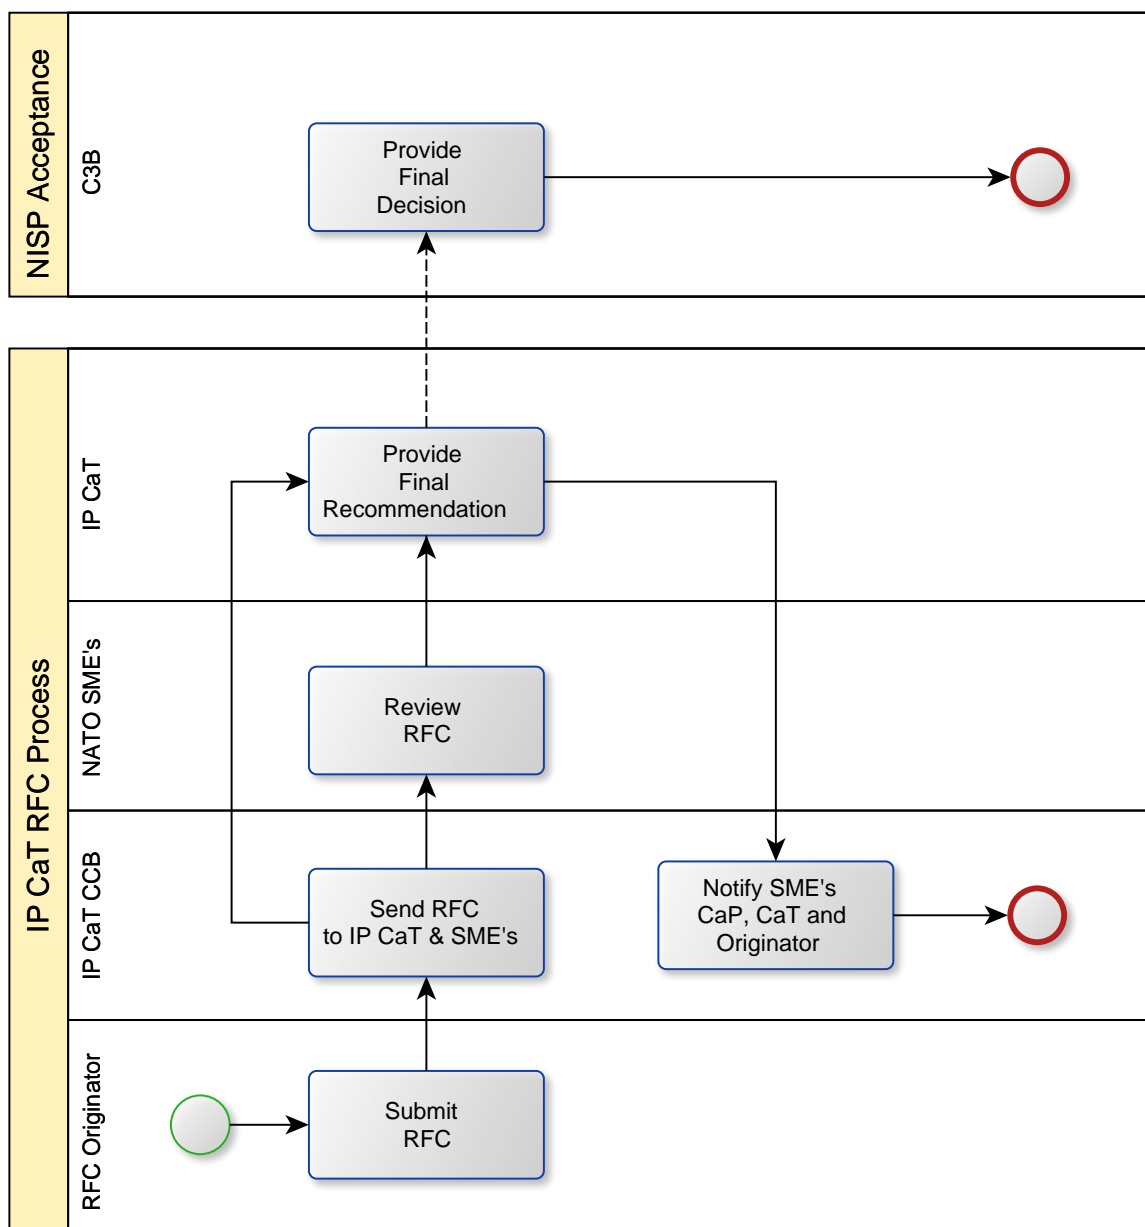 NISP Acceptance
C3B
Provide
Final
Decision
IP CaT RFC Process
IP CaT
Provide
Final
Recommendation
NATO SME's
Review
RFC
IP CaT CCB
Send RFC
to IP CaT & SME's
Notify SME's
CaP, CaT and
Originator
RFC Originator
Submit
RFC